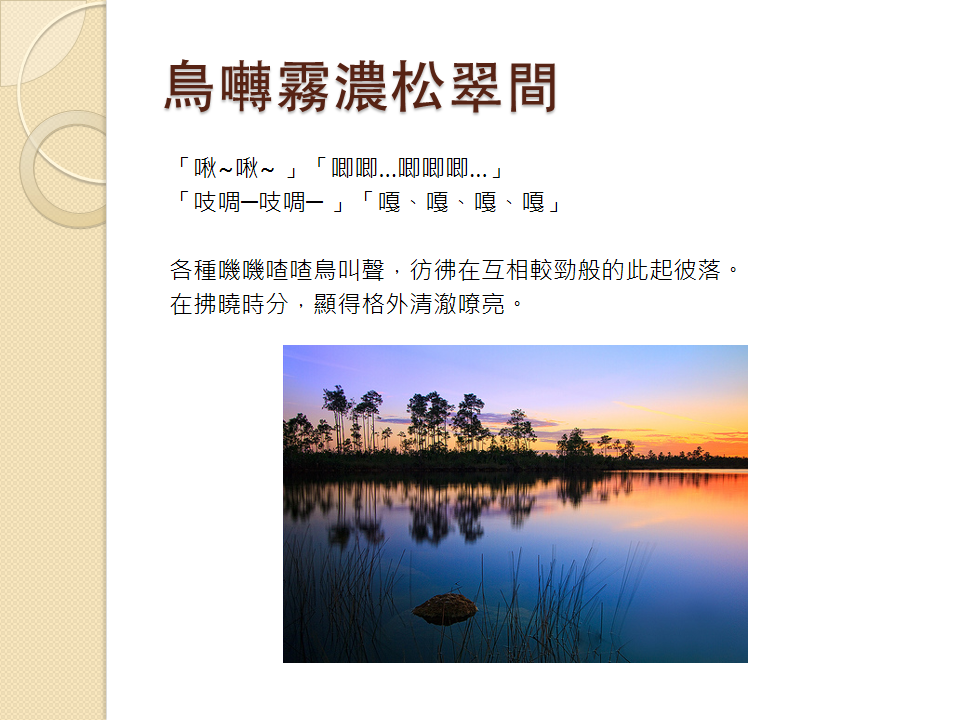 鳥囀霧濃松翠間
「啾~啾~ 」「唧唧…唧唧唧…」
「吱啁─吱啁─ 」「嘎、嘎、嘎、嘎」
各種嘰嘰喳喳鳥叫聲，彷彿在互相較勁般的此起彼落。
在拂曉時分，顯得格外清澈嘹亮。